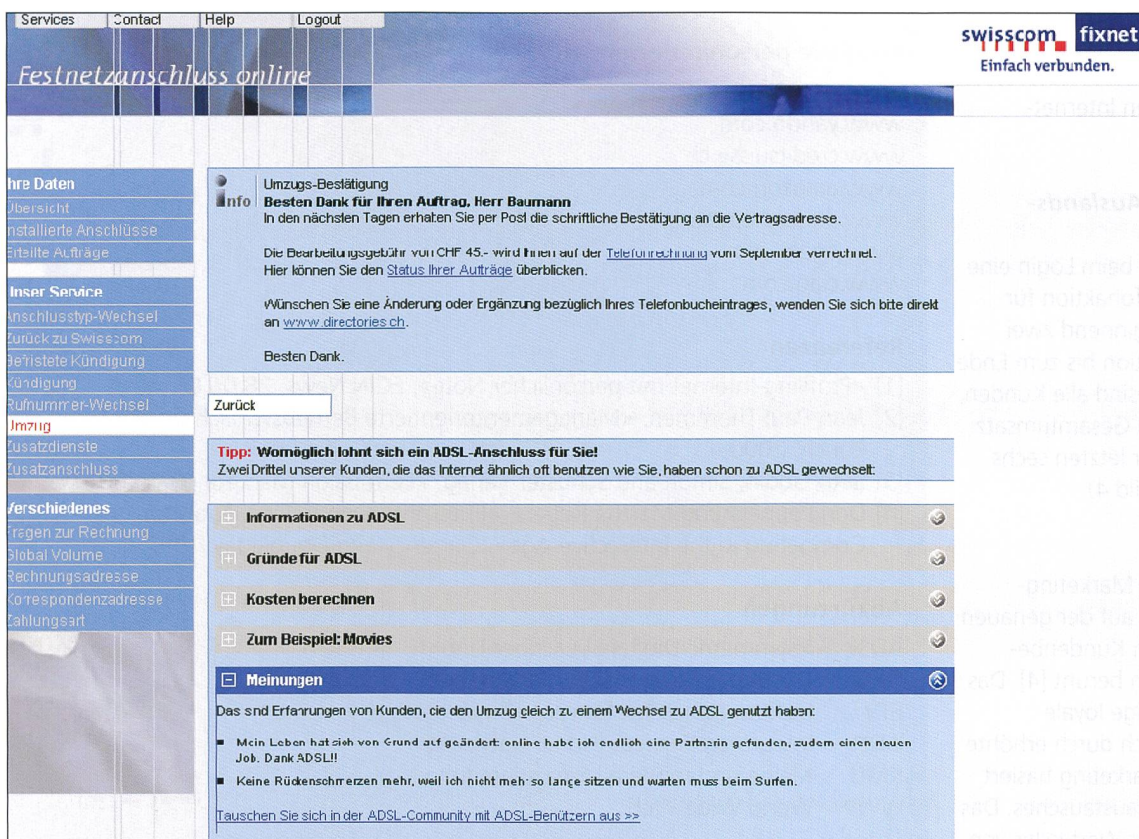 Services Contact Help Logout
swisscom fixnet
Einfach verbunden.
Festnetzanschluss online
Ihre Daten
Übersicht
Installierte Anschlüsse
Erteilte Aufträge
Unser Service
Anschlusstyp-Wechsel
Zurück zu Swisscom
Befristete Kündigung
Kündigung
Rufnummer-Wechsel
Umzug
Zusatzdienste
Zusatzanschluss
Verschiedenes
Fragen zur Rechnung
Global Volume
Rechnungsadresse
Korrespondenzadresse
Zahlungsart
info
Umzugs-Bestätigung
Besten Dank für Ihren Auftrag, Herr Baumann
In den nächsten Tagen erhaten Sie per Post die schriftliche Bestätigung an die Vertragsadresse.
Die Bearbeitungsgebühr von CHF 45.- wird Ihnen auf der Telefonrechnung vom September verrechnet.
Hier können Sie den Status Ihrer Aufträge überblicken.
Wünschen Sie eine Änderung oder Ergänzung bezüglich Ihres Telefonbucheintrages, wenden Sie sich bitte direkt
an www.directories.ch.
Besten Dank.
Zurück
Tipp: Womöglich lohnt sich ein ADSL-Anschluss für Sie!
Zwei Drittel unserer Kunden, die das Internet ähnlich oft benutzen wie Sie, haben schon zu ADSL gewechselt:
Informationen zu ADSL
Gründe für ADSL
Kosten berechnen
Zum Beispiel: Movies
Meinungen
Das sind Erfahrungen von Kunden, die den Umzug gleich zu einem Wechsel zu ADSL genutzt haben:
Mein Leben hat sich von Grund auf geändert: online habe ich endlich eine Partnerin gefunden, zudem einen neuen
Job. Dank ADSL!!
Keine Rückenschmerzen mehr, weil ich nicht mehr so lange sitzen und warten muss beim Surfen.
Tauschen Sie sich in der ADSL-Community mit ADSL-Benützern aus >>